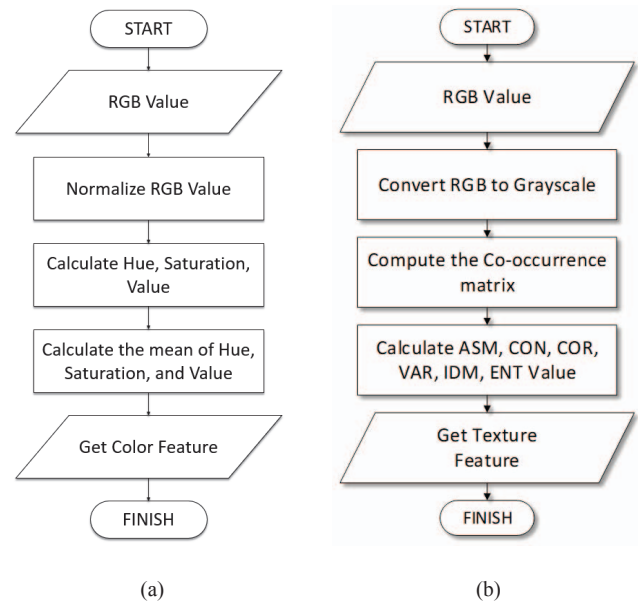 START
RGB Value
Normalize RGB Value
Calculate Hue, Saturation,
Value
Calculate the mean of Hue,
Saturation, and Value
Get Color Feature
FINISH
(a)
START
RGB Value
Convert RGB to Grayscale
Compute the Co-occurrence
matrix
Calculate ASM, CON, COR,
VAR, IDM, ENT Value
Get Texture
Feature
FINISH
(b)